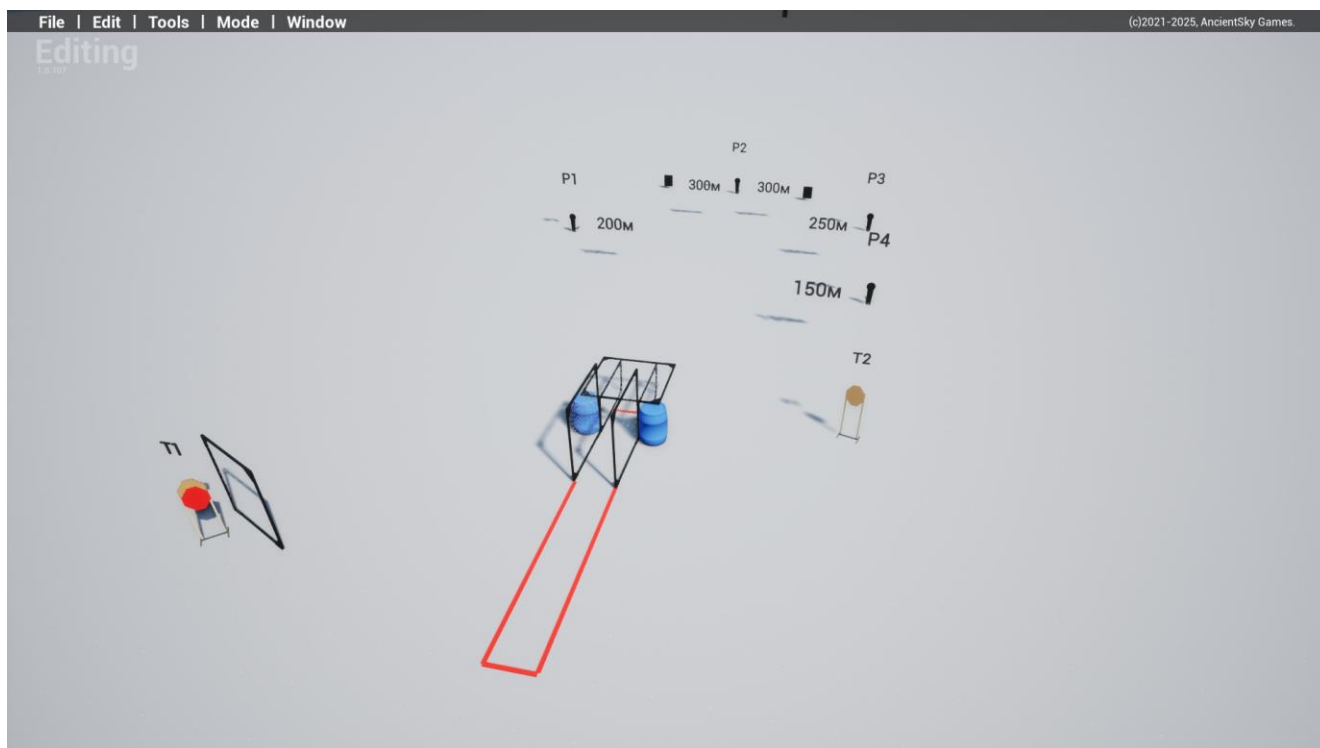 File | Edit | Tools | Mode | Window
(c)2021-2025, AncientSky Games.
Editing
P2
P1
300м
300м
P3
200м
250м
P4
150м
T2
T1